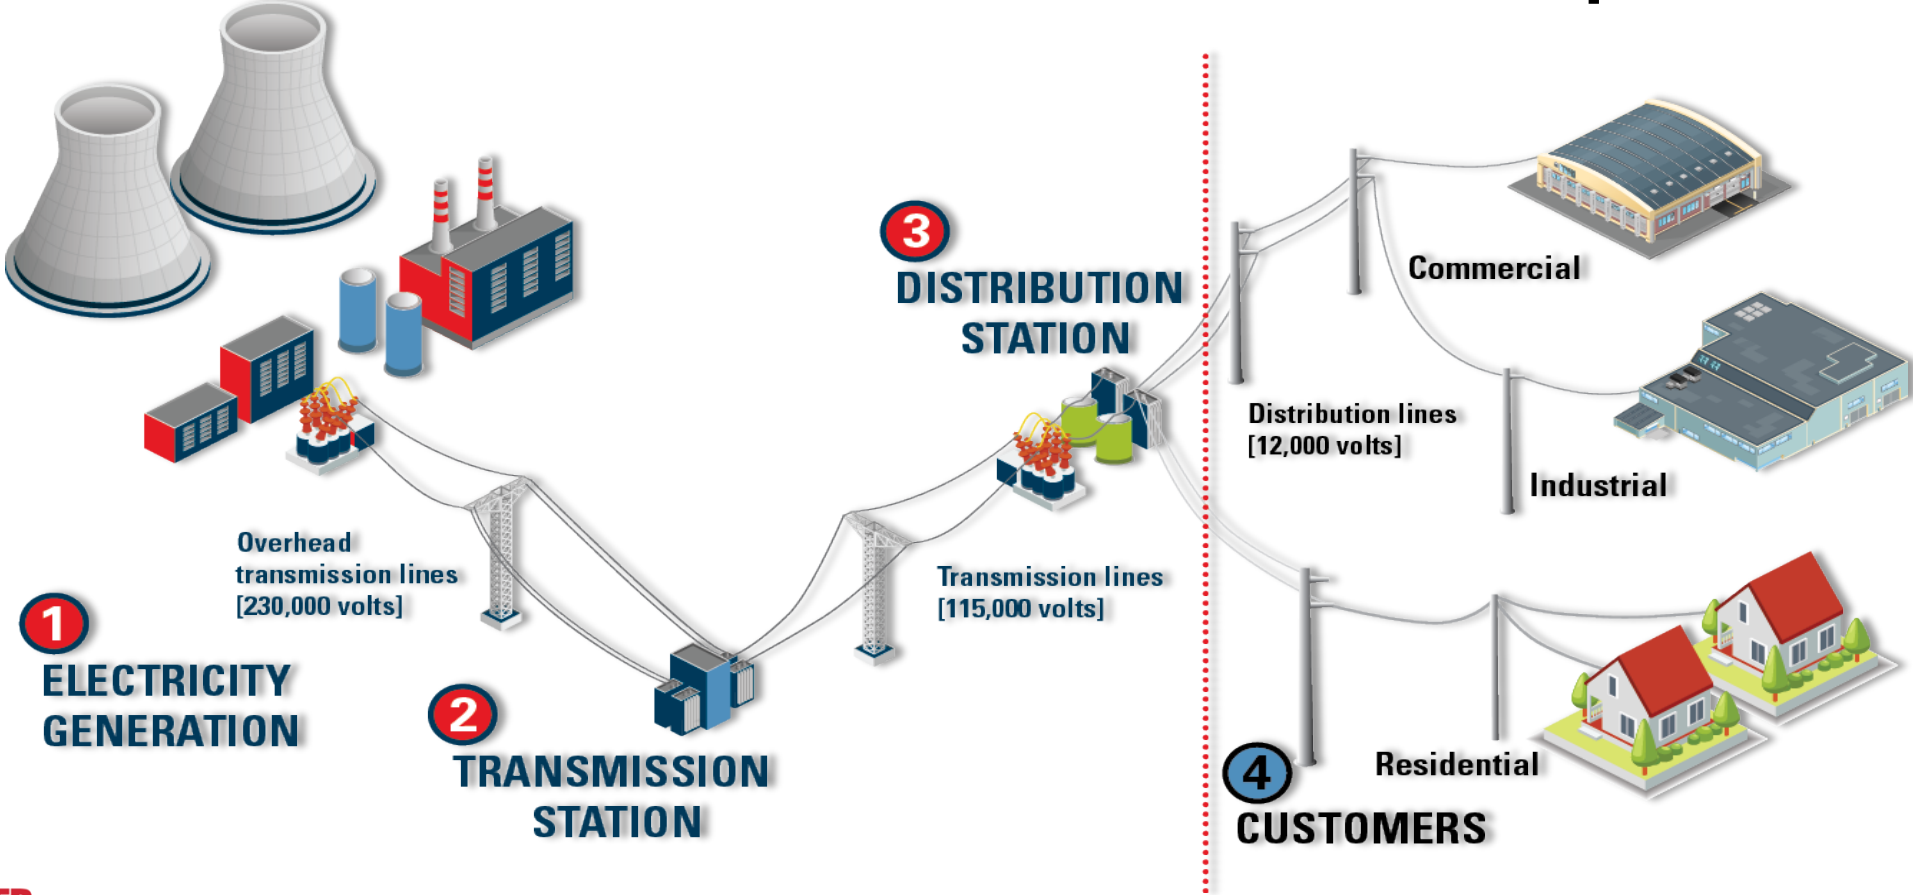 1
ELECTRICITY
GENERATION
Overhead
transmission lines
[230,000 volts]
2
TRANSMISSION
STATION
3
DISTRIBUTION
STATION
Transmission lines
[115,000 volts]
Distribution lines
[12,000 volts]
Commercial
Industrial
Residential
4
CUSTOMERS